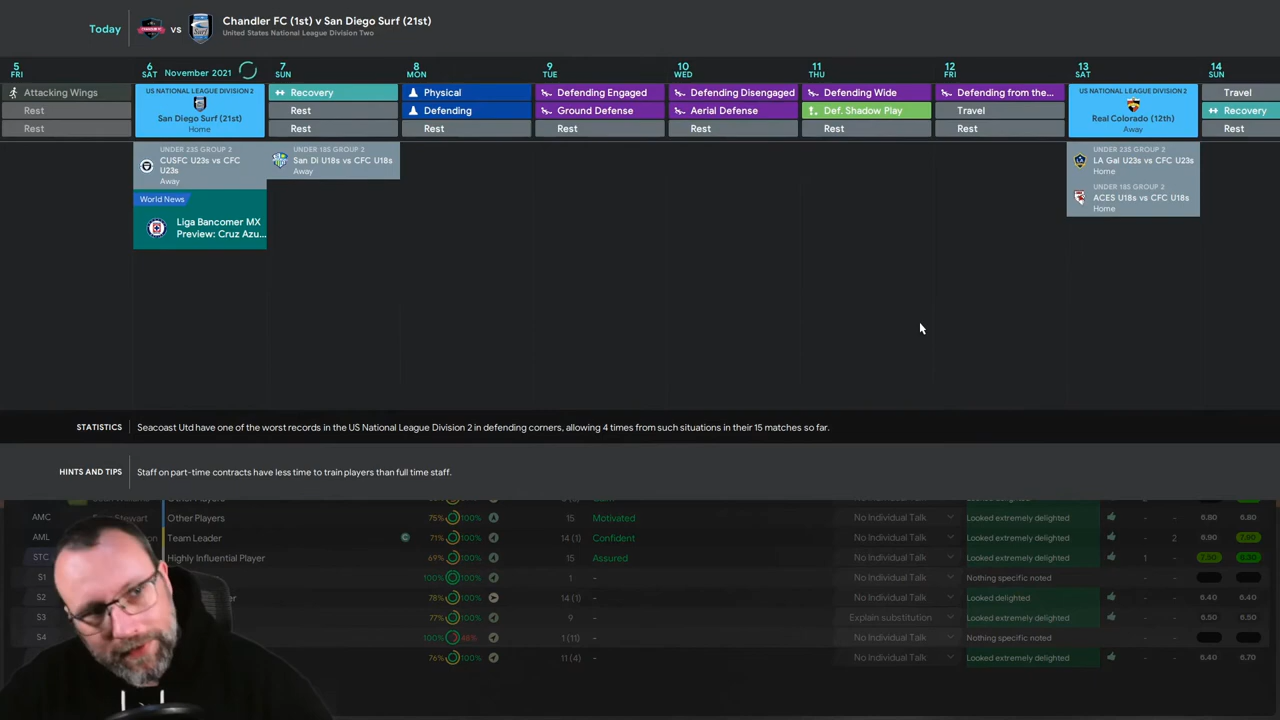 Today
vs
Chandler FC (1st) v San Diego Surf (21st)
United States National League Division Two
5 FRI
6 SAT November 2021
7 SUN
8 MON
9 TUE
10 WED
11 THU
12 FRI
13 SAT
14 SUN
Attacking Wings
Rest
Rest
US NATIONAL LEAGUE DIVISION 2
San Diego Surf (21st)
Home
Recovery
Rest
Rest
Physical
Defending
Rest
Defending Engaged
Ground Defense
Rest
Defending Disengaged
Aerial Defense
Rest
Defending Wide
Def. Shadow Play
Rest
Defending from the...
Travel
Rest
US NATIONAL LEAGUE DIVISION 2
Real Colorado (12th)
Away
Travel
Recovery
Rest
UNDER 23S GROUP 2
CUSFC U23s vs CFC
U23s
Away
World News
Liga Bancomer MX
Preview: Cruz Azu...
UNDER 18S GROUP 2
San Di U18s vs CFC U18s
Away
UNDER 23S GROUP 2
LA Gal U23s vs CFC U23s
Home
UNDER 18S GROUP 2
ACES U18s vs CFC U18s
Home
STATISTICS Seacoast Utd have one of the worst records in the US National League Division 2 in defending corners, allowing 4 times from such situations in their 15 matches so far.
HINTS AND TIPS Staff on part-time contracts have less time to train players than full time staff.
AMC Stewart Other Players 75% 100% 15 Motivated No Individual Talk Looked extremely delighted - - 6.80 6.80
AML Team Leader 71% 100% 14 (1) Confident No Individual Talk Looked extremely delighted - 2 6.90 7.90
STC Highly Influential Player 69% 100% 15 Assured No Individual Talk Looked extremely delighted 1 - 7.50
S1 100% 100% 1 - No Individual Talk Nothing specific noted
S2 78% 100% 14 (1) - No Individual Talk Looked delighted - - 6.40 6.40
S3 77% 100% 9 - Explain substitution Looked extremely delighted - - 6.50 6.50
S4 100% 48% 1 (11) - No Individual Talk Nothing specific noted
76% 100% 11 (4) - No Individual Talk Looked extremely delighted - - 6.40 6.70